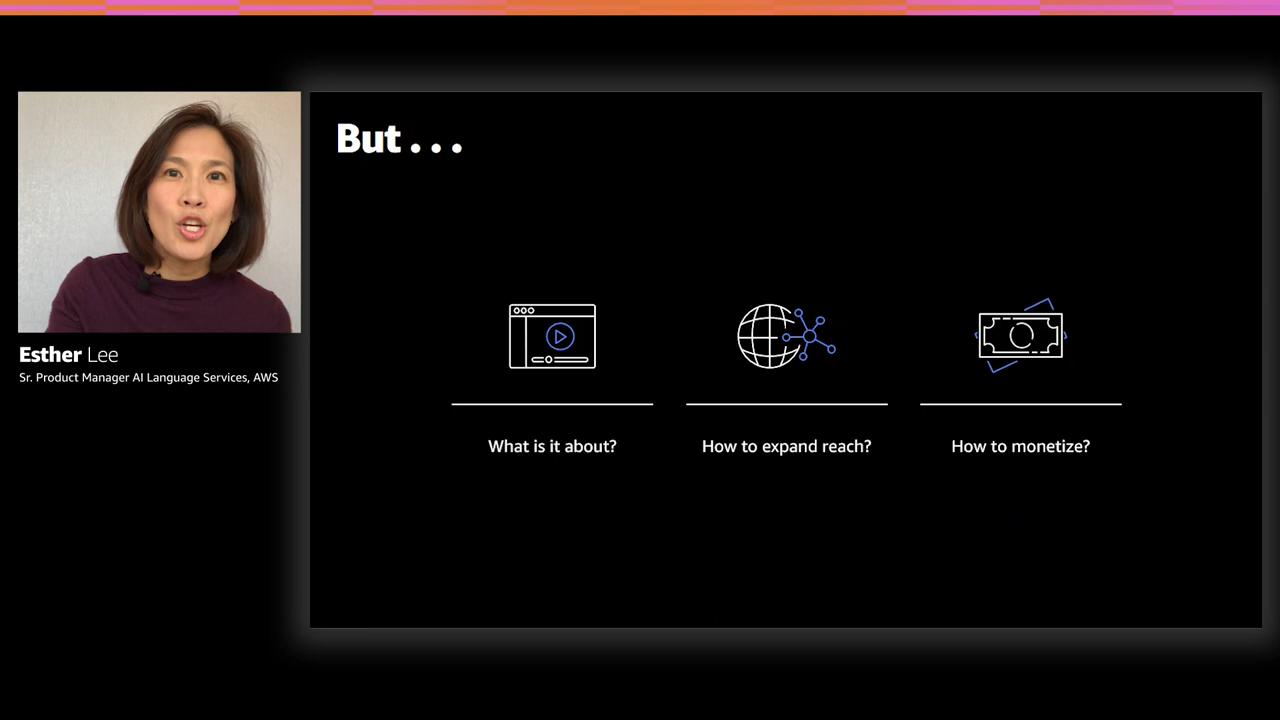 But . . .
Esther Lee
Sr. Product Manager AI Language Services, AWS
What is it about?
How to expand reach?
How to monetize?